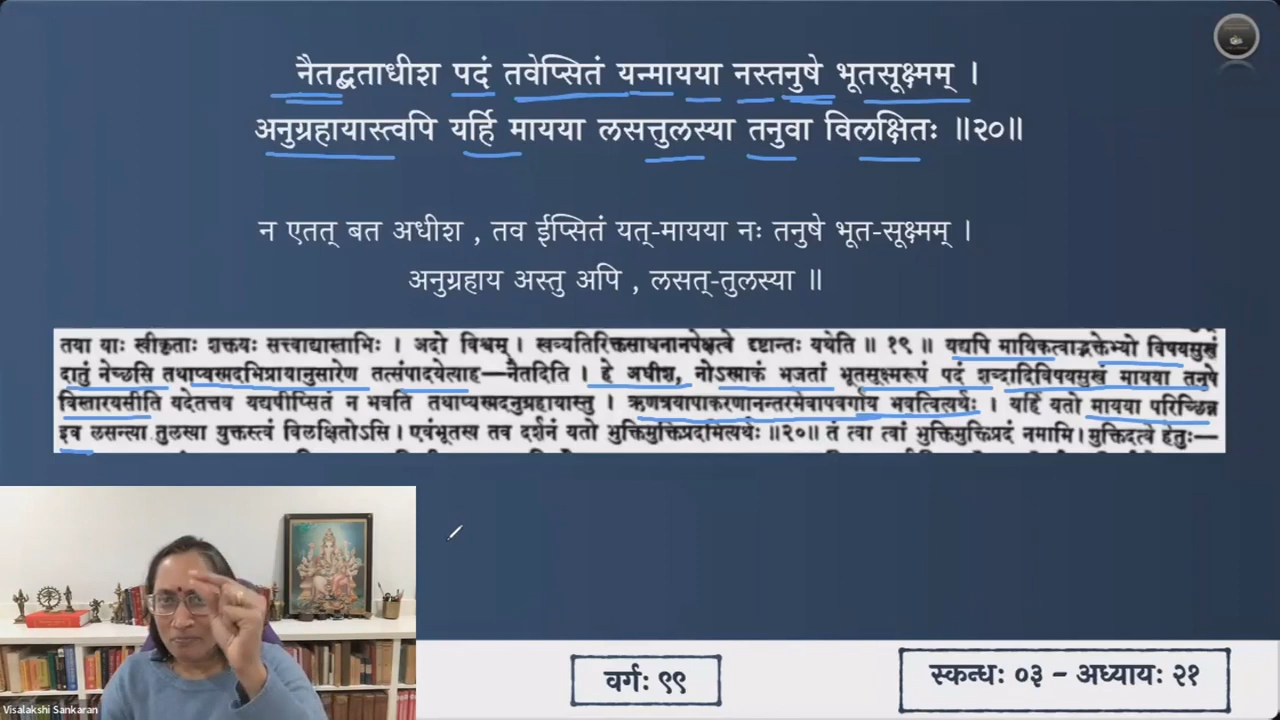 नैतद्बताधीश पदं तवेप्सितं यन्मायया नस्तनुषे भूतसूक्ष्मम् ।
अनुग्रहायास्त्वपि यर्हि मायया लसत्तुलस्या तनुवा विलक्षितः ॥२०॥
न एतत् बत अधीश , तव ईप्सितं यत्-मायया नः तनुषे भूत-सूक्ष्मम् ।
अनुग्रहाय अस्तु अपि , लसत्-तुलस्या ॥
तया याः स्वीकृताः शक्तयः सत्त्वाद्यास्ताभिः । अदो विश्वम् । स्वव्यतिरिक्तसाधनानपेक्षत्वे दृष्टान्तः यथेति ॥ १९ ॥ यद्यपि मायिकत्वाद्भक्तेभ्यो विषयसुखं
दातुं नेच्छसि तथाप्यस्मदभिप्रायानुसारेण तत्संपादयेत्याह—नैतदिति । हे अधीश, नोऽस्माकं भजतां भूतसूक्ष्मरूपं पदं शब्दादिविषयसुखं मायया तनुषे
विस्तारयसीति यदेतत्तव यद्यपीप्सितं न भवति तथाप्यस्मदनुग्रहायास्तु । ऋणत्रयापाकरणानन्तरमेवापवर्गाय भवत्वित्यर्थः । यर्हि यतो मायया परिच्छिन्न
इव लसन्त्या तुलस्या युक्तस्त्वं विलक्षितोऽसि । एवंभूतस्य तव दर्शनं यतो भुक्तिमुक्तिप्रदमित्यर्थः ॥२०॥ तं त्वा त्वां भुक्तिमुक्तिप्रदं नमामि । मुक्तिदत्वे हेतुः—
Visalakshi Sankaran
वर्गः ९९
स्कन्धः ०३ – अध्यायः २१